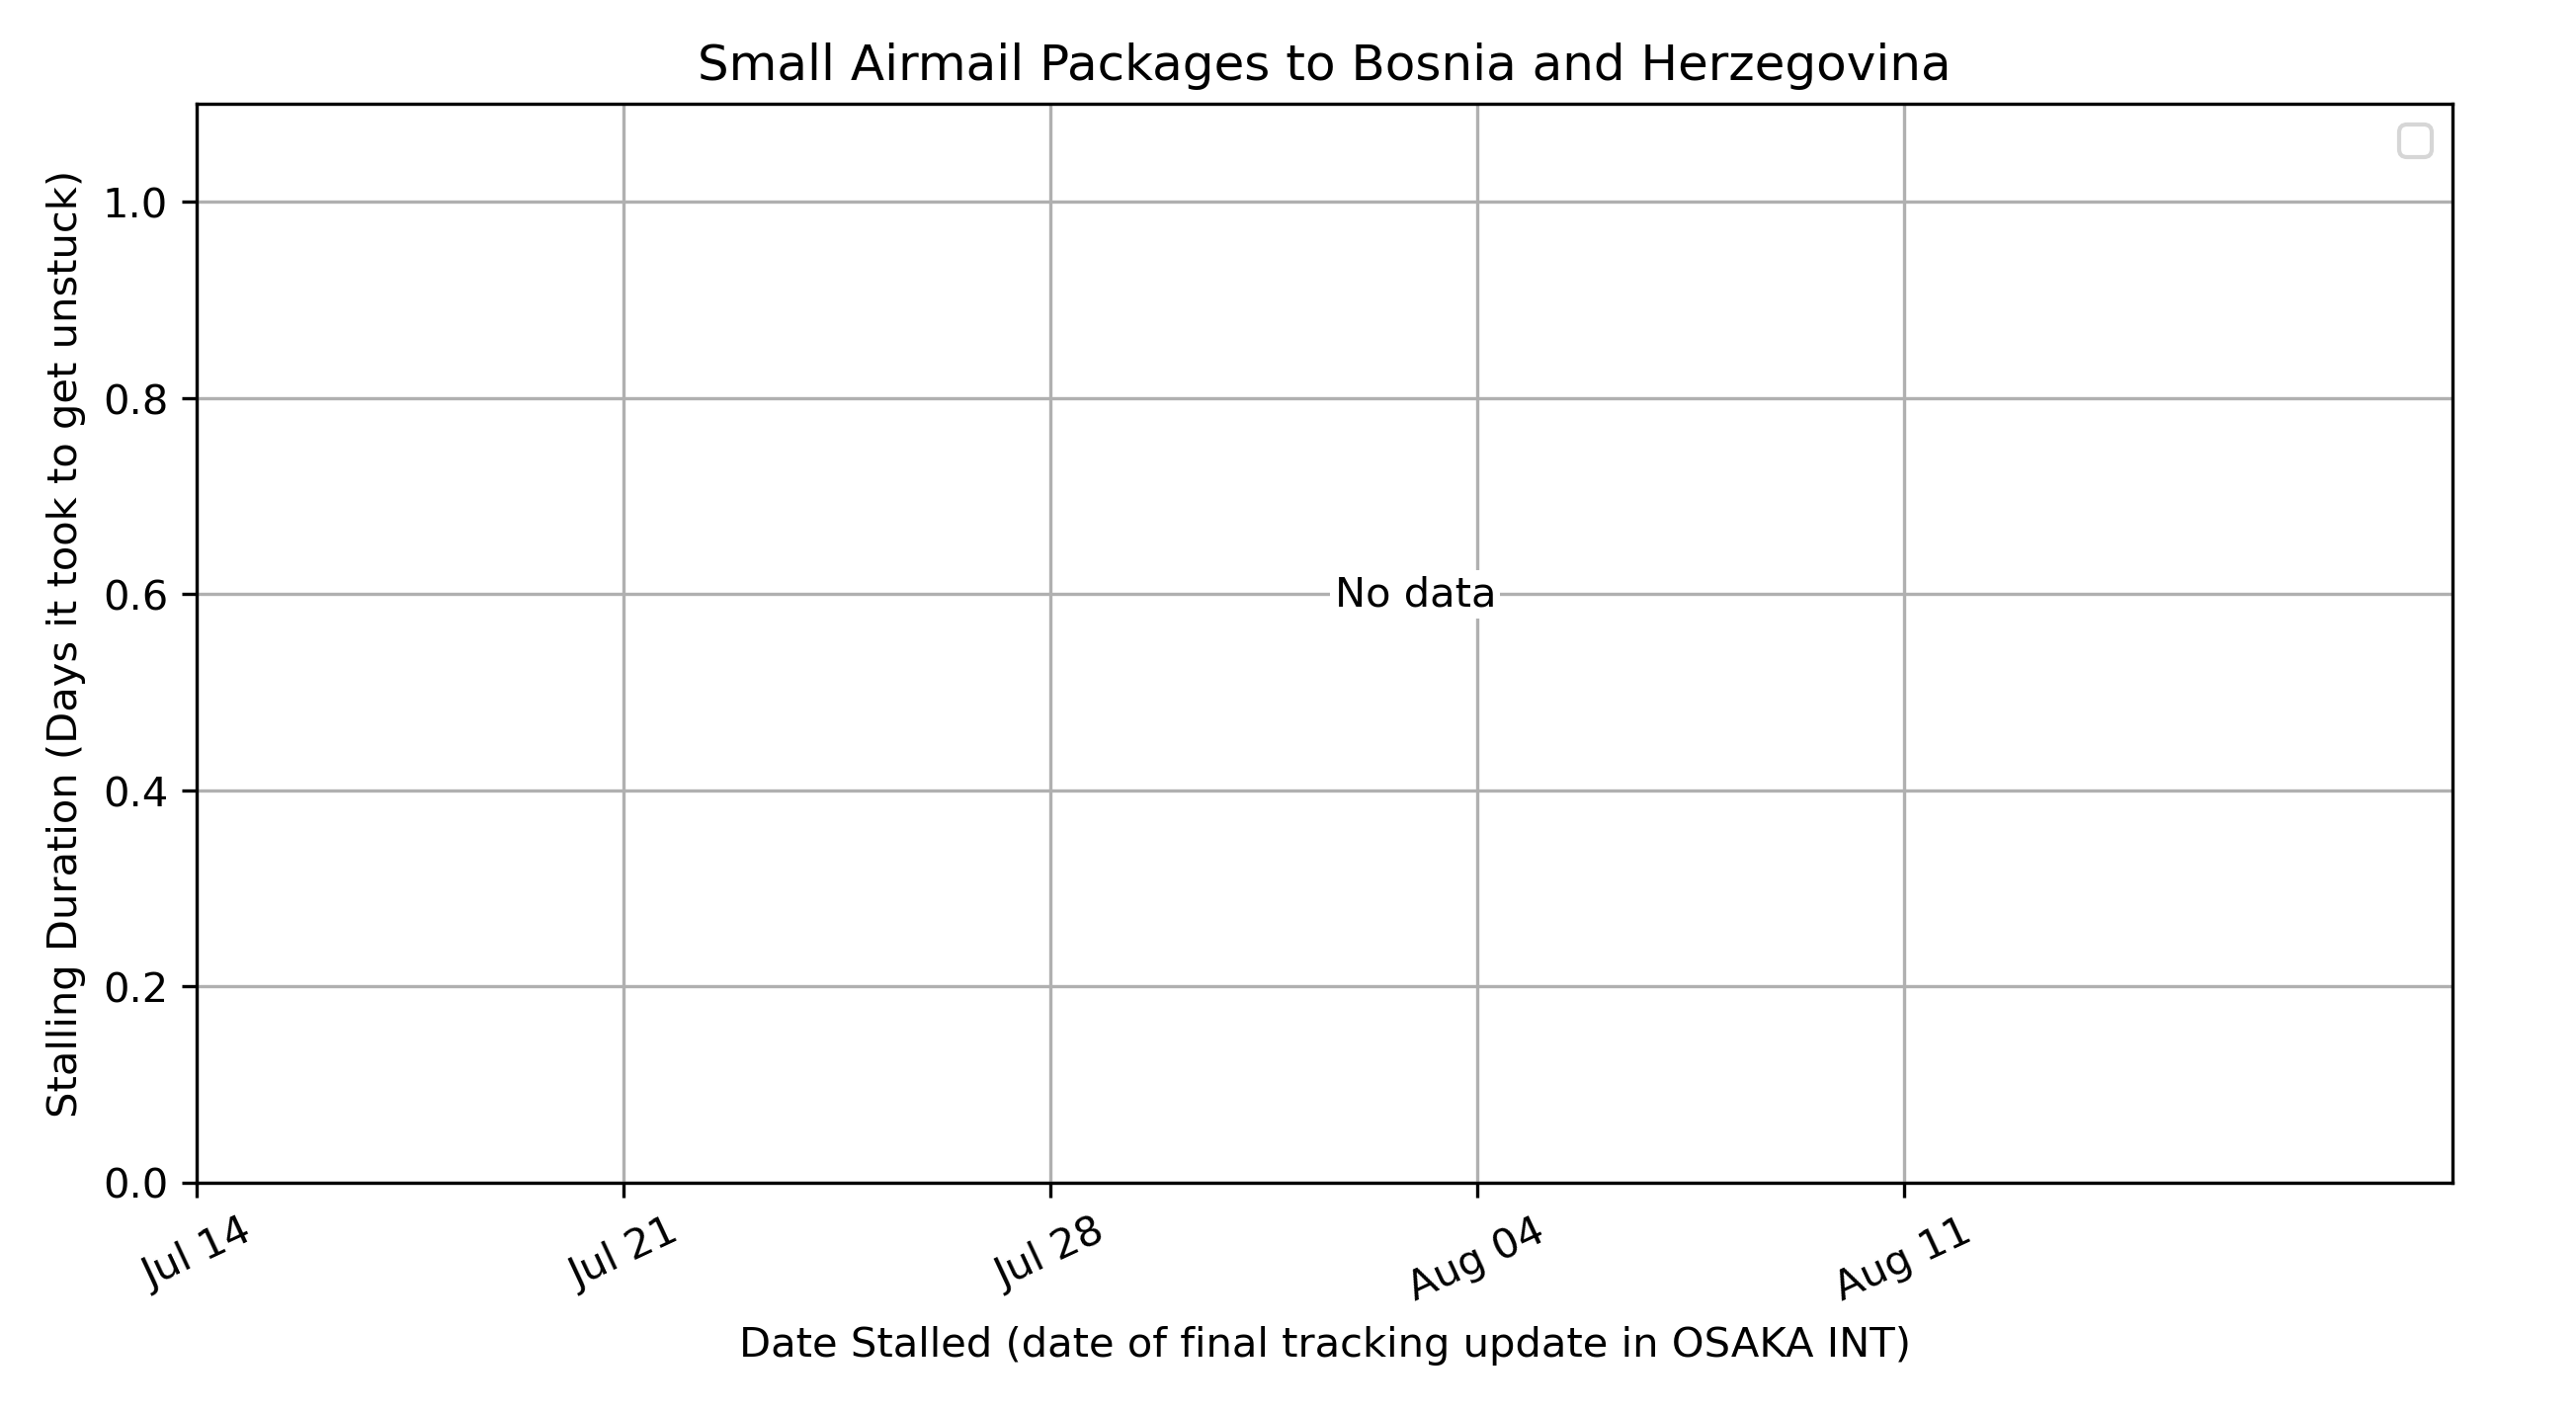 Small Airmail Packages to Bosnia and Herzegovina
Stalling Duration (Days it took to get unstuck)
1.0
0.8
0.6
0.4
0.2
0.0
No data
Jul 14
Jul 21
Jul 28
Aug 04
Aug 11
Date Stalled (date of final tracking update in OSAKA INT)